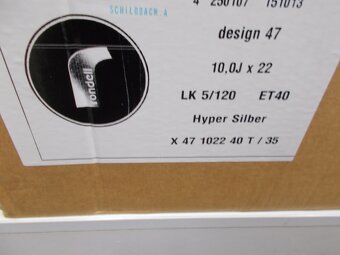 SCHILDBACH.A
4 250107 151013
design 47
rondell
10,0J x 22
LK 5/120 ET40
Hyper Silber
X 47 1022 40 T / 35